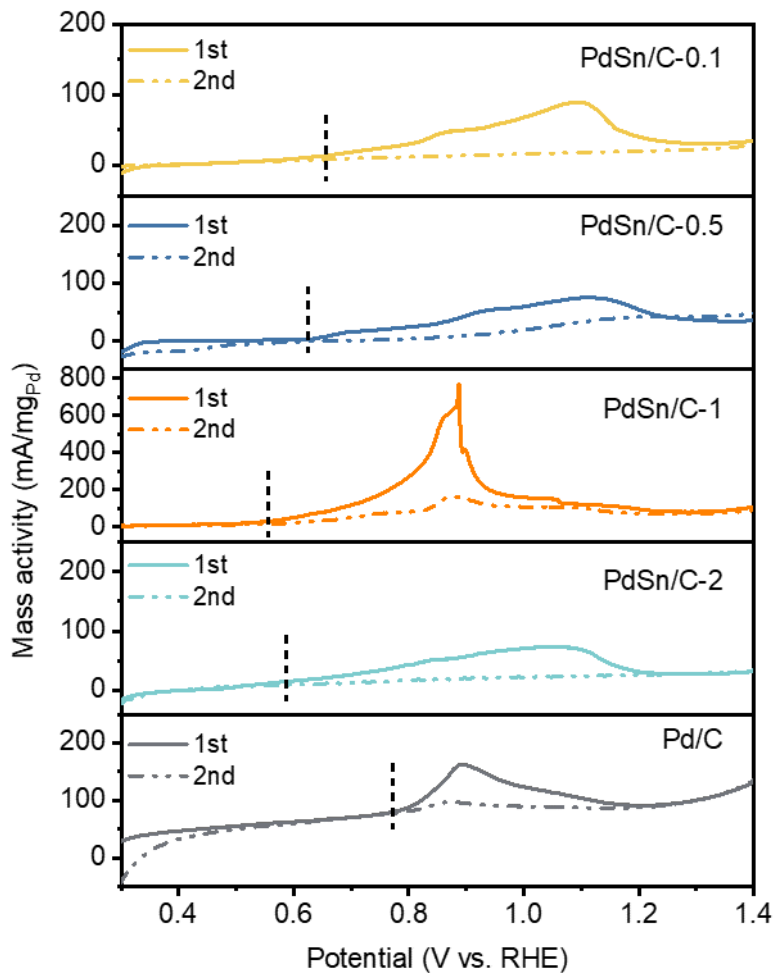 200
1st
PdSn/C-0.1
2nd
100
0
200
1st
PdSn/C-0.5
2nd
100
0
800
1st
PdSn/C-1
600
2nd
400
200
0
200
1st
PdSn/C-2
2nd
100
0
Pd/C
200
1st
2nd
100
0
0.4 0.6 0.8 1.0 1.2 1.4
Potential (V vs. RHE)
Mass activity (mA/mgPd)